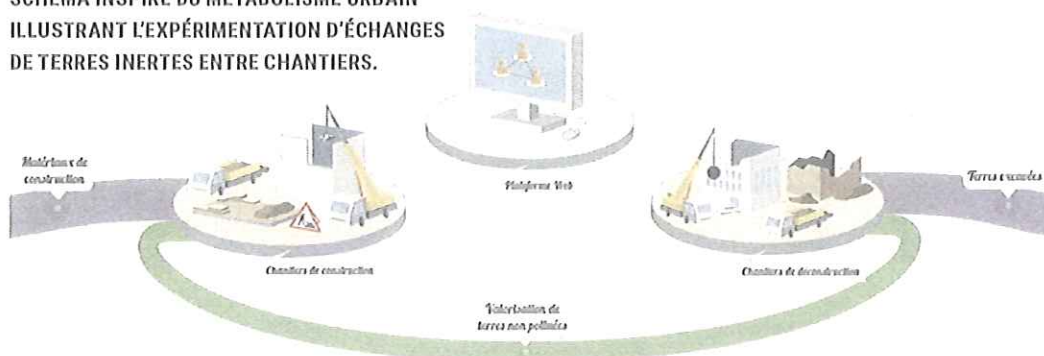 SCHÉMA INSPIRÉ DU MÉTABOLISME URBAIN
ILLUSTRANT L'EXPÉRIMENTATION D'ÉCHANGES
DE TERRES INERTES ENTRE CHANTIERS.
Plateforme Web
Matériaux de
construction
Terres excavées
Chantiers de construction
Chantiers de déconstruction
Valorisation de
terres non polluées